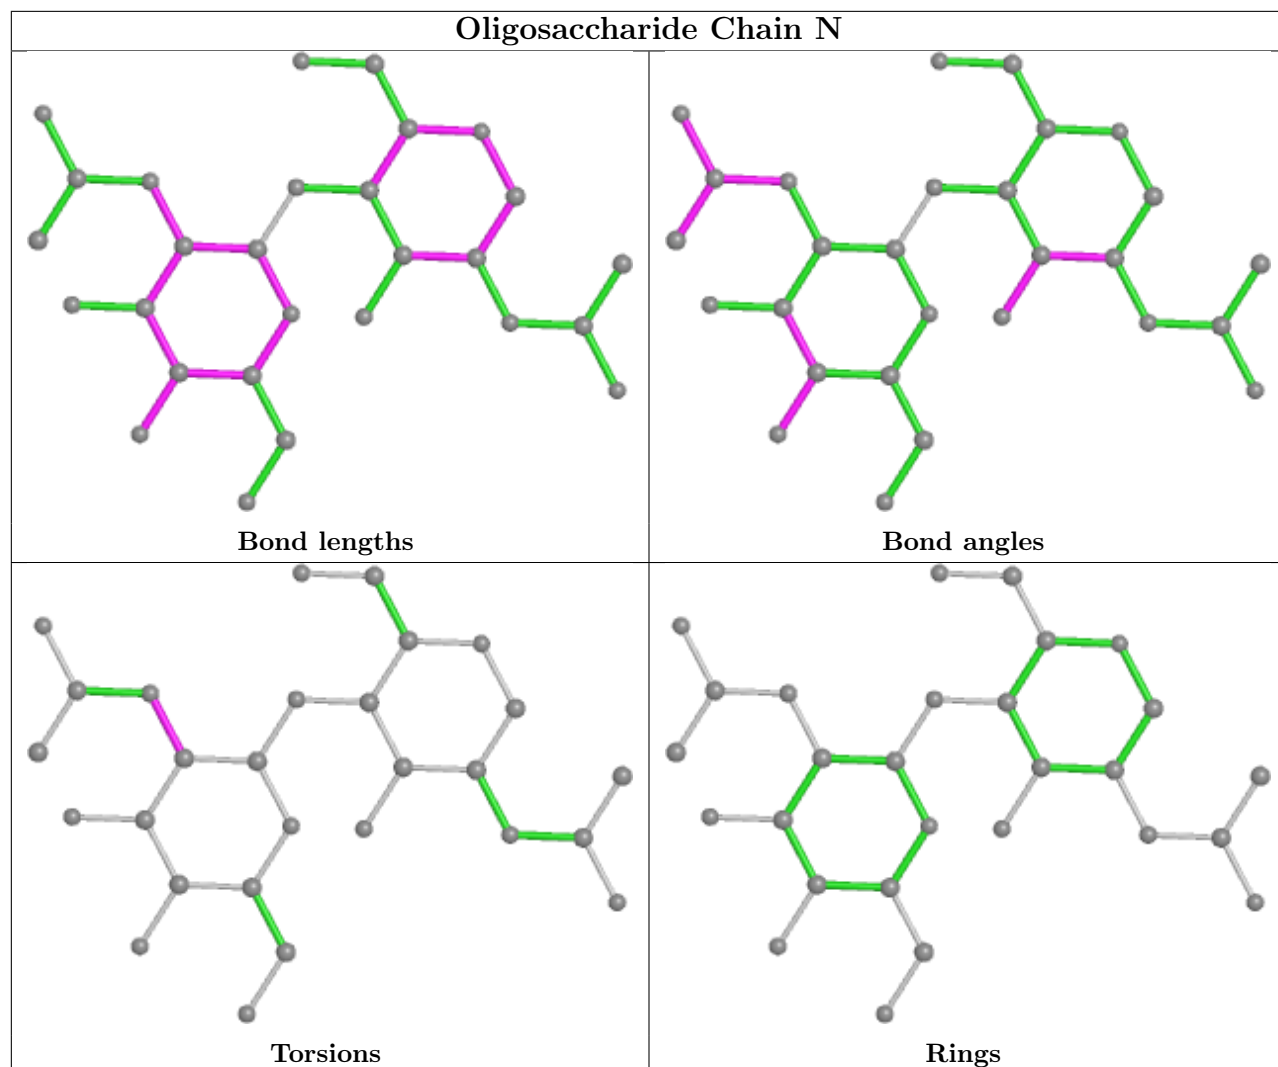 Oligosaccharide Chain N
Bond lengths
Bond angles
Torsions
Rings